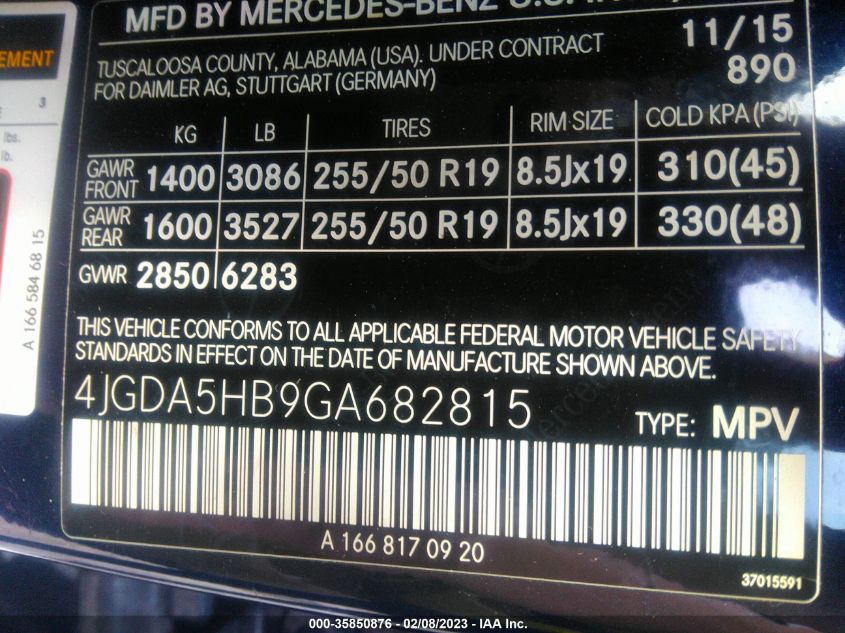 MFD BY MERCEDES-BENZ
11/15
TUSCALOOSA COUNTY, ALABAMA (USA). UNDER CONTRACT
890
FOR DAIMLER AG, STUTTGART (GERMANY)
EMENT
3
lbs.
lb.
A 166 584 68 15
KG LB TIRES RIM SIZE COLD KPA (PSI)
GAWR FRONT 1400 3086 255/50 R19 8.5Jx19 310(45)
GAWR REAR 1600 3527 255/50 R19 8.5Jx19 330(48)
GVWR 2850 6283
THIS VEHICLE CONFORMS TO ALL APPLICABLE FEDERAL MOTOR VEHICLE SAFETY
STANDARDS IN EFFECT ON THE DATE OF MANUFACTURE SHOWN ABOVE.
4JGDA5HB9GA682815
TYPE: MPV
A 166 817 09 20
37015591
000-35850876 - 02/08/2023 - IAA Inc.